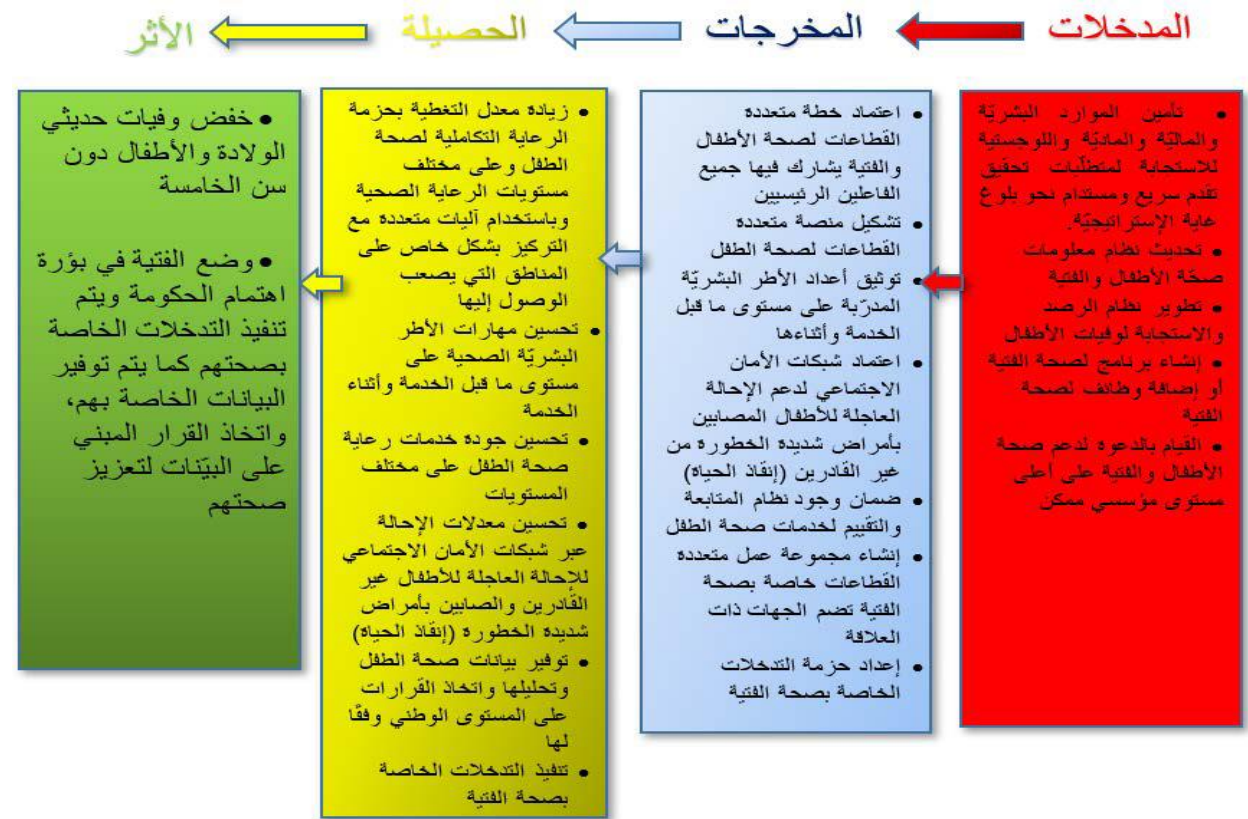 المدخلات
المخرجات
الحصيلة
الأثر
• تأمين الموارد البشريّة
والماليّة والماديّة واللوجستية
للاستجابة لمتطلّبات تحقيق
تقدم سريع ومستدام نحو بلوغ
غاية الإستراتيجيّة.
• تحديث نظام معلومات
صحّة الأطفال والفتية
• تطوير نظام الرصد
والاستجابة لوفيات الأطفال
• إنشاء برنامج لصحة الفتية
أو إضافة وظائف لصحة
الفتية
• القيام بالدعوة لدعم صحة
الأطفال والفتية على أعلى
مستوى مؤسسي ممكن
• اعتماد خطة متعددة
القطاعات لصحة الأطفال
والفتية يشارك فيها جميع
الفاعلين الرئيسيين
• تشكيل منصة متعددة
القطاعات لصحة الطفل
• توثيق أعداد الأطر البشريّة
المدرّبة على مستوى ما قبل
الخدمة وأثناءها
• اعتماد شبكات الأمان
الاجتماعي لدعم الإحالة
العاجلة للأطفال المصابين
بأمراض شديدة الخطورة من
غير القادرين (إنقاذ الحياة)
• ضمان وجود نظام المتابعة
والتقييم لخدمات صحة الطفل
• إنشاء مجموعة عمل متعددة
القطاعات خاصة بصحة
الفتية تضم الجهات ذات
العلاقة
• إعداد حزمة التدخلات
الخاصة بصحة الفتية
• زيادة معدل التغطية بحزمة
الرعاية التكاملية لصحة
الطفل وعلى مختلف
مستويات الرعاية الصحية
وباستخدام آليات متعددة مع
التركيز بشكل خاص على
المناطق التي يصعب
الوصول إليها
• تحسين مهارات الأطر
البشريّة الصحية على
مستوى ما قبل الخدمة وأثناء
الخدمة
• تحسين جودة خدمات رعاية
صحة الطفل على مختلف
المستويات
• تحسين معدلات الإحالة
عبر شبكات الأمان الاجتماعي
للإحالة العاجلة للأطفال غير
القادرين والصابين بأمراض
شديدة الخطورة (إنقاذ الحياة)
• توفير بيانات صحة الطفل
وتحليلها واتخاذ القرارات
على المستوى الوطني وفقًا
لها
• تنفيذ التدخلات الخاصة
بصحة الفتية
• خفض وفيات حديثي
الولادة والأطفال دون
سن الخامسة
• وضع الفتية في بؤرة
اهتمام الحكومة ويتم
تنفيذ التدخلات الخاصة
بصحتهم كما يتم توفير
البيانات الخاصة بهم،
واتخاذ القرار المبني
على البيّنات لتعزيز
صحتهم